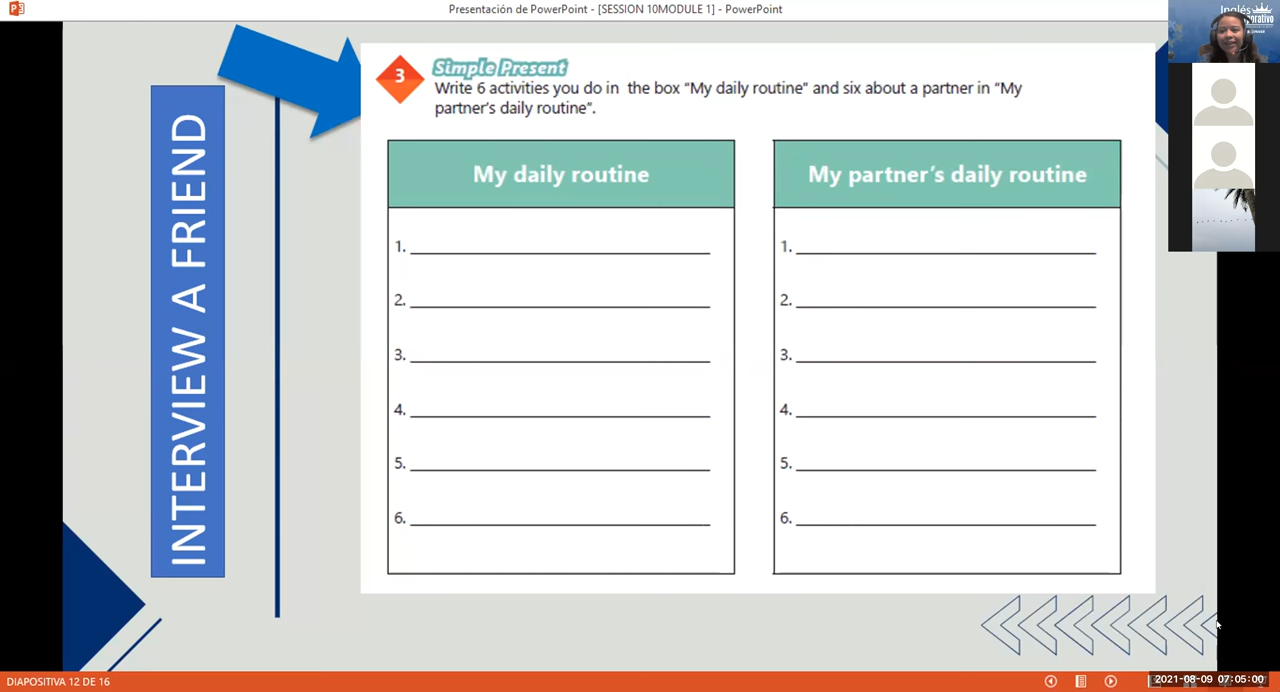 Presentación de PowerPoint - [SESSION 10MODULE 1] - PowerPoint
Inglés
INTERVIEW A FRIEND
3
Simple Present
Write 6 activities you do in the box “My daily routine” and six about a partner in “My
partner’s daily routine”.
My daily routine
1.
2.
3.
4.
5.
6.
My partner’s daily routine
1.
2.
3.
4.
5.
6.
DIAPOSITIVA 12 DE 16
2021-08-09 07:05:00